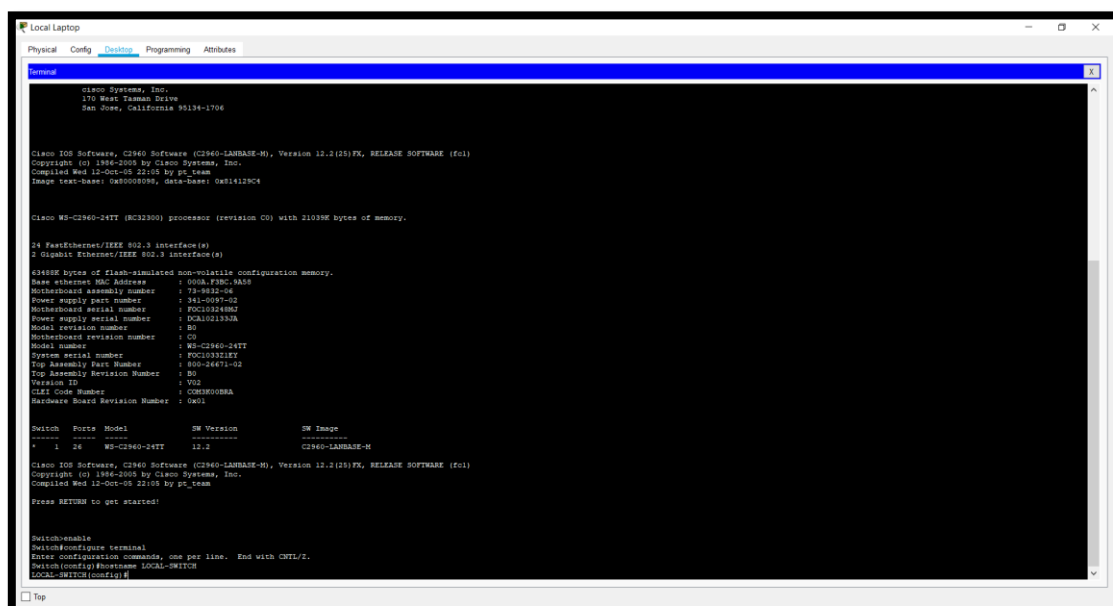 Local Laptop
Physical Config Desktop Programming Attributes
Terminal
X
cisco Systems, Inc.
170 West Tasman Drive
San Jose, California 95134-1706
Cisco IOS Software, C2960 Software (C2960-LANBASE-M), Version 12.2(25)FX, RELEASE SOFTWARE (fc1)
Copyright (c) 1986-2005 by Cisco Systems, Inc.
Compiled Wed 12-Oct-05 22:05 by pt_team
Image text-base: 0x80008098, data-base: 0x814129C4
Cisco WS-C2960-24TT (RC32300) processor (revision C0) with 21039K bytes of memory.
24 FastEthernet/IEEE 802.3 interface(s)
2 Gigabit Ethernet/IEEE 802.3 interface(s)
63488K bytes of flash-simulated non-volatile configuration memory.
Base ethernet MAC Address : 000A.F3BC.9A58
Motherboard assembly number : 73-9832-06
Power supply part number : 341-0097-02
Motherboard serial number : FOC103248MJ
Power supply serial number : DCA102133JA
Model revision number : B0
Motherboard revision number : C0
Model number : WS-C2960-24TT
System serial number : FOC1033Z1EY
Top Assembly Part Number : 800-26671-02
Top Assembly Revision Number : B0
Version ID : V02
CLEI Code Number : COM3K00BRA
Hardware Board Revision Number : 0x01
Switch Ports Model SW Version SW Image
------ ----- ----- ---------- ----------
* 1 26 WS-C2960-24TT 12.2 C2960-LANBASE-M
Cisco IOS Software, C2960 Software (C2960-LANBASE-M), Version 12.2(25)FX, RELEASE SOFTWARE (fc1)
Copyright (c) 1986-2005 by Cisco Systems, Inc.
Compiled Wed 12-Oct-05 22:05 by pt_team
Press RETURN to get started!
Switch>enable
Switch#configure terminal
Enter configuration commands, one per line. End with CNTL/Z.
Switch(config)#hostname LOCAL-SWITCH
LOCAL-SWITCH(config)#
Top